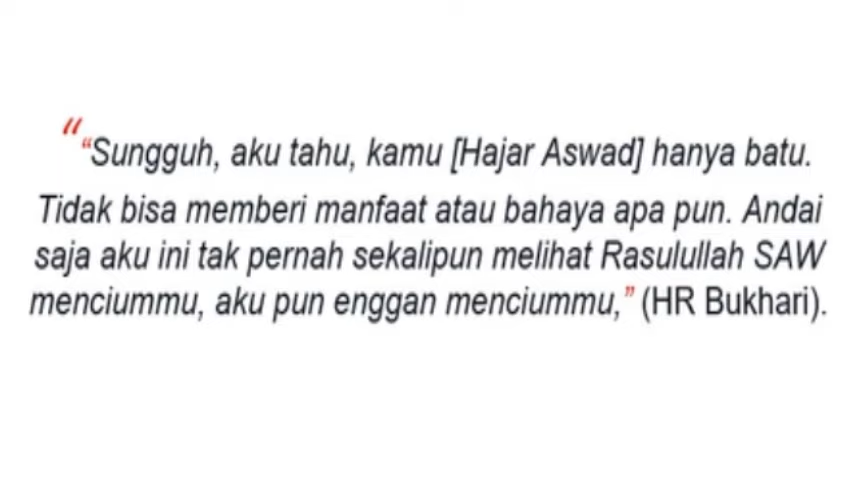 ““Sungguh, aku tahu, kamu [Hajar Aswad] hanya batu.
Tidak bisa memberi manfaat atau bahaya apa pun. Andai
saja aku ini tak pernah sekalipun melihat Rasulullah SAW
menciummu, aku pun enggan menciummu,” (HR Bukhari).